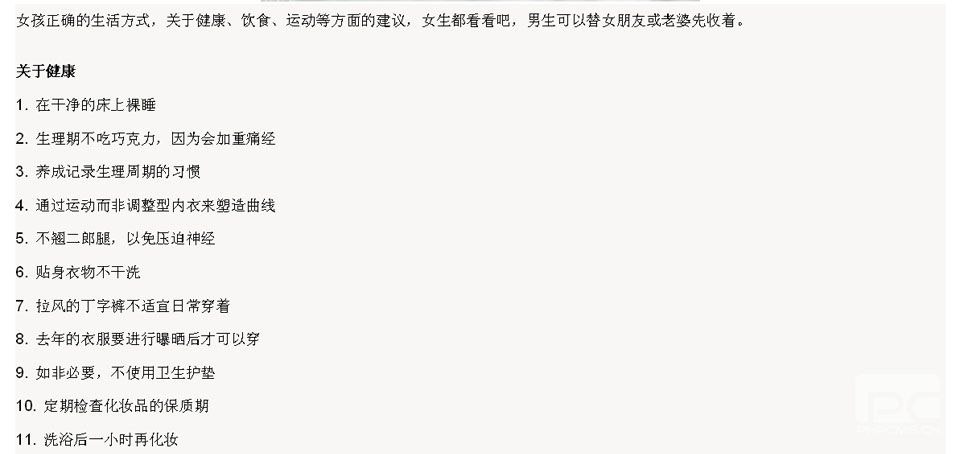 女孩正确的生活方式，关于健康、饮食、运动等方面的建议，女生都看看吧，男生可以替女朋友或老婆先收着。
关于健康
1. 在干净的床上裸睡
2. 生理期不吃巧克力，因为会加重痛经
3. 养成记录生理周期的习惯
4. 通过运动而非调整型内衣来塑造曲线
5. 不翘二郎腿，以免压迫神经
6. 贴身衣物不干洗
7. 拉风的丁字裤不适宜日常穿着
8. 去年的衣服要进行曝晒后才可以穿
9. 如非必要，不使用卫生护垫
10. 定期检查化妆品的保质期
11. 洗浴后一小时再化妆